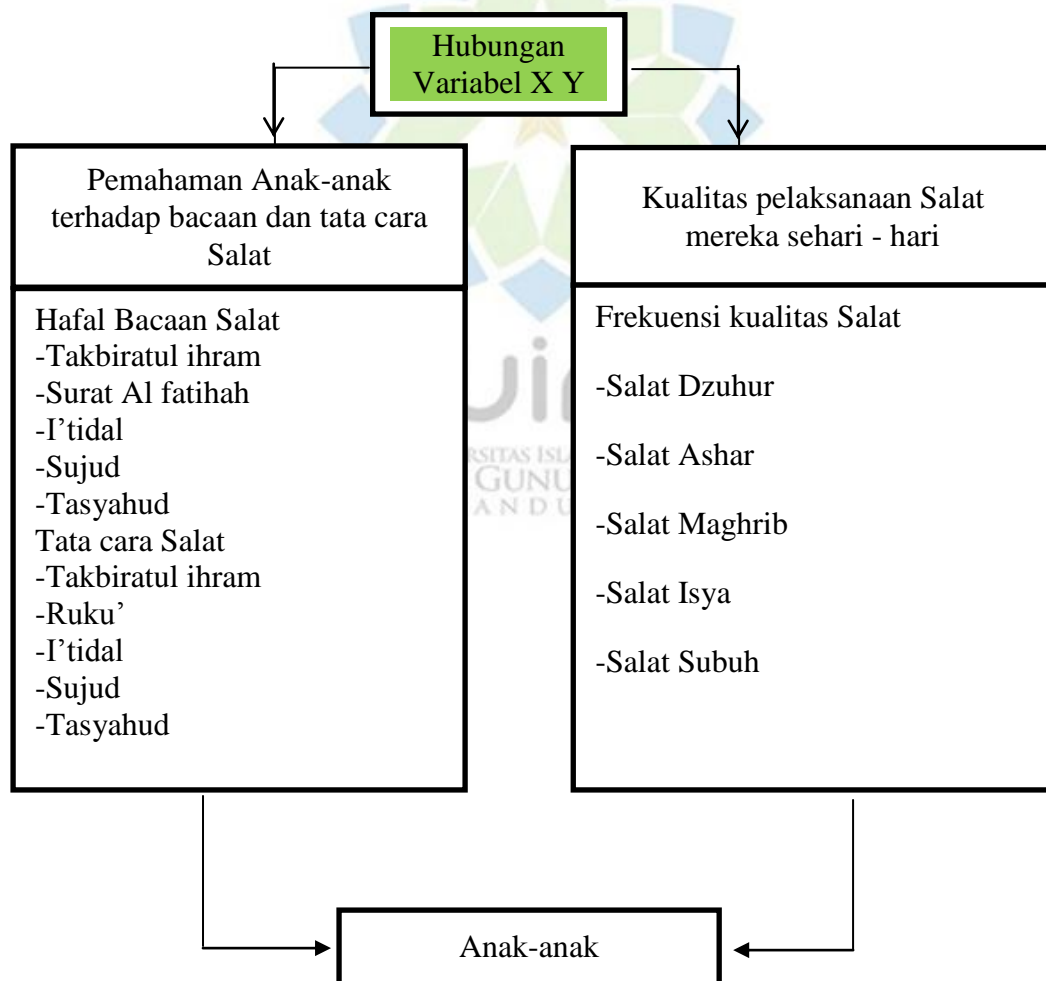 Hubungan
Variabel X Y
Pemahaman Anak-anak
terhadap bacaan dan tata cara
Salat
Hafal Bacaan Salat
-Takbiratul ihram
-Surat Al fatihah
-I’tidal
-Sujud
-Tasyahud
Tata cara Salat
-Takbiratul ihram
-Ruku’
-I’tidal
-Sujud
-Tasyahud
Kualitas pelaksanaan Salat
mereka sehari - hari
Frekuensi kualitas Salat
-Salat Dzuhur
-Salat Ashar
-Salat Maghrib
-Salat Isya
-Salat Subuh
Anak-anak